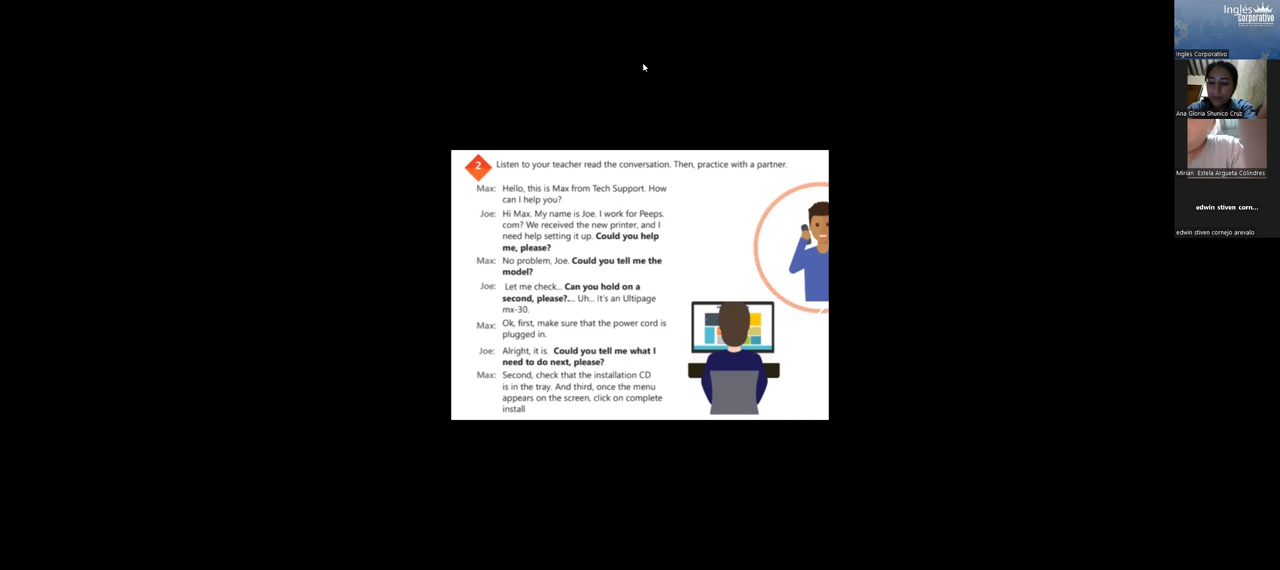 2
Listen to your teacher read the conversation. Then, practice with a partner.
Max: Hello, this is Max from Tech Support. How
can I help you?
Joe: Hi Max. My name is Joe. I work for Peeps.
com? We received the new printer, and I
need help setting it up. Could you help
me, please?
Max: No problem, Joe. Could you tell me the
model?
Joe: Let me check... Can you hold on a
second, please?... Uh... It's an Ultipage
mx-30.
Max: Ok, first, make sure that the power cord is
plugged in.
Joe: Alright, it is. Could you tell me what I
need to do next, please?
Max: Second, check that the installation CD
is in the tray. And third, once the menu
appears on the screen, click on complete
install
Inglés
Corporativo
Ingles Corporativo
Ana Gloria Shunico Cruz
Mirian Estela Argueta Colindres
edwin stiven corn...
edwin stiven cornejo arevalo